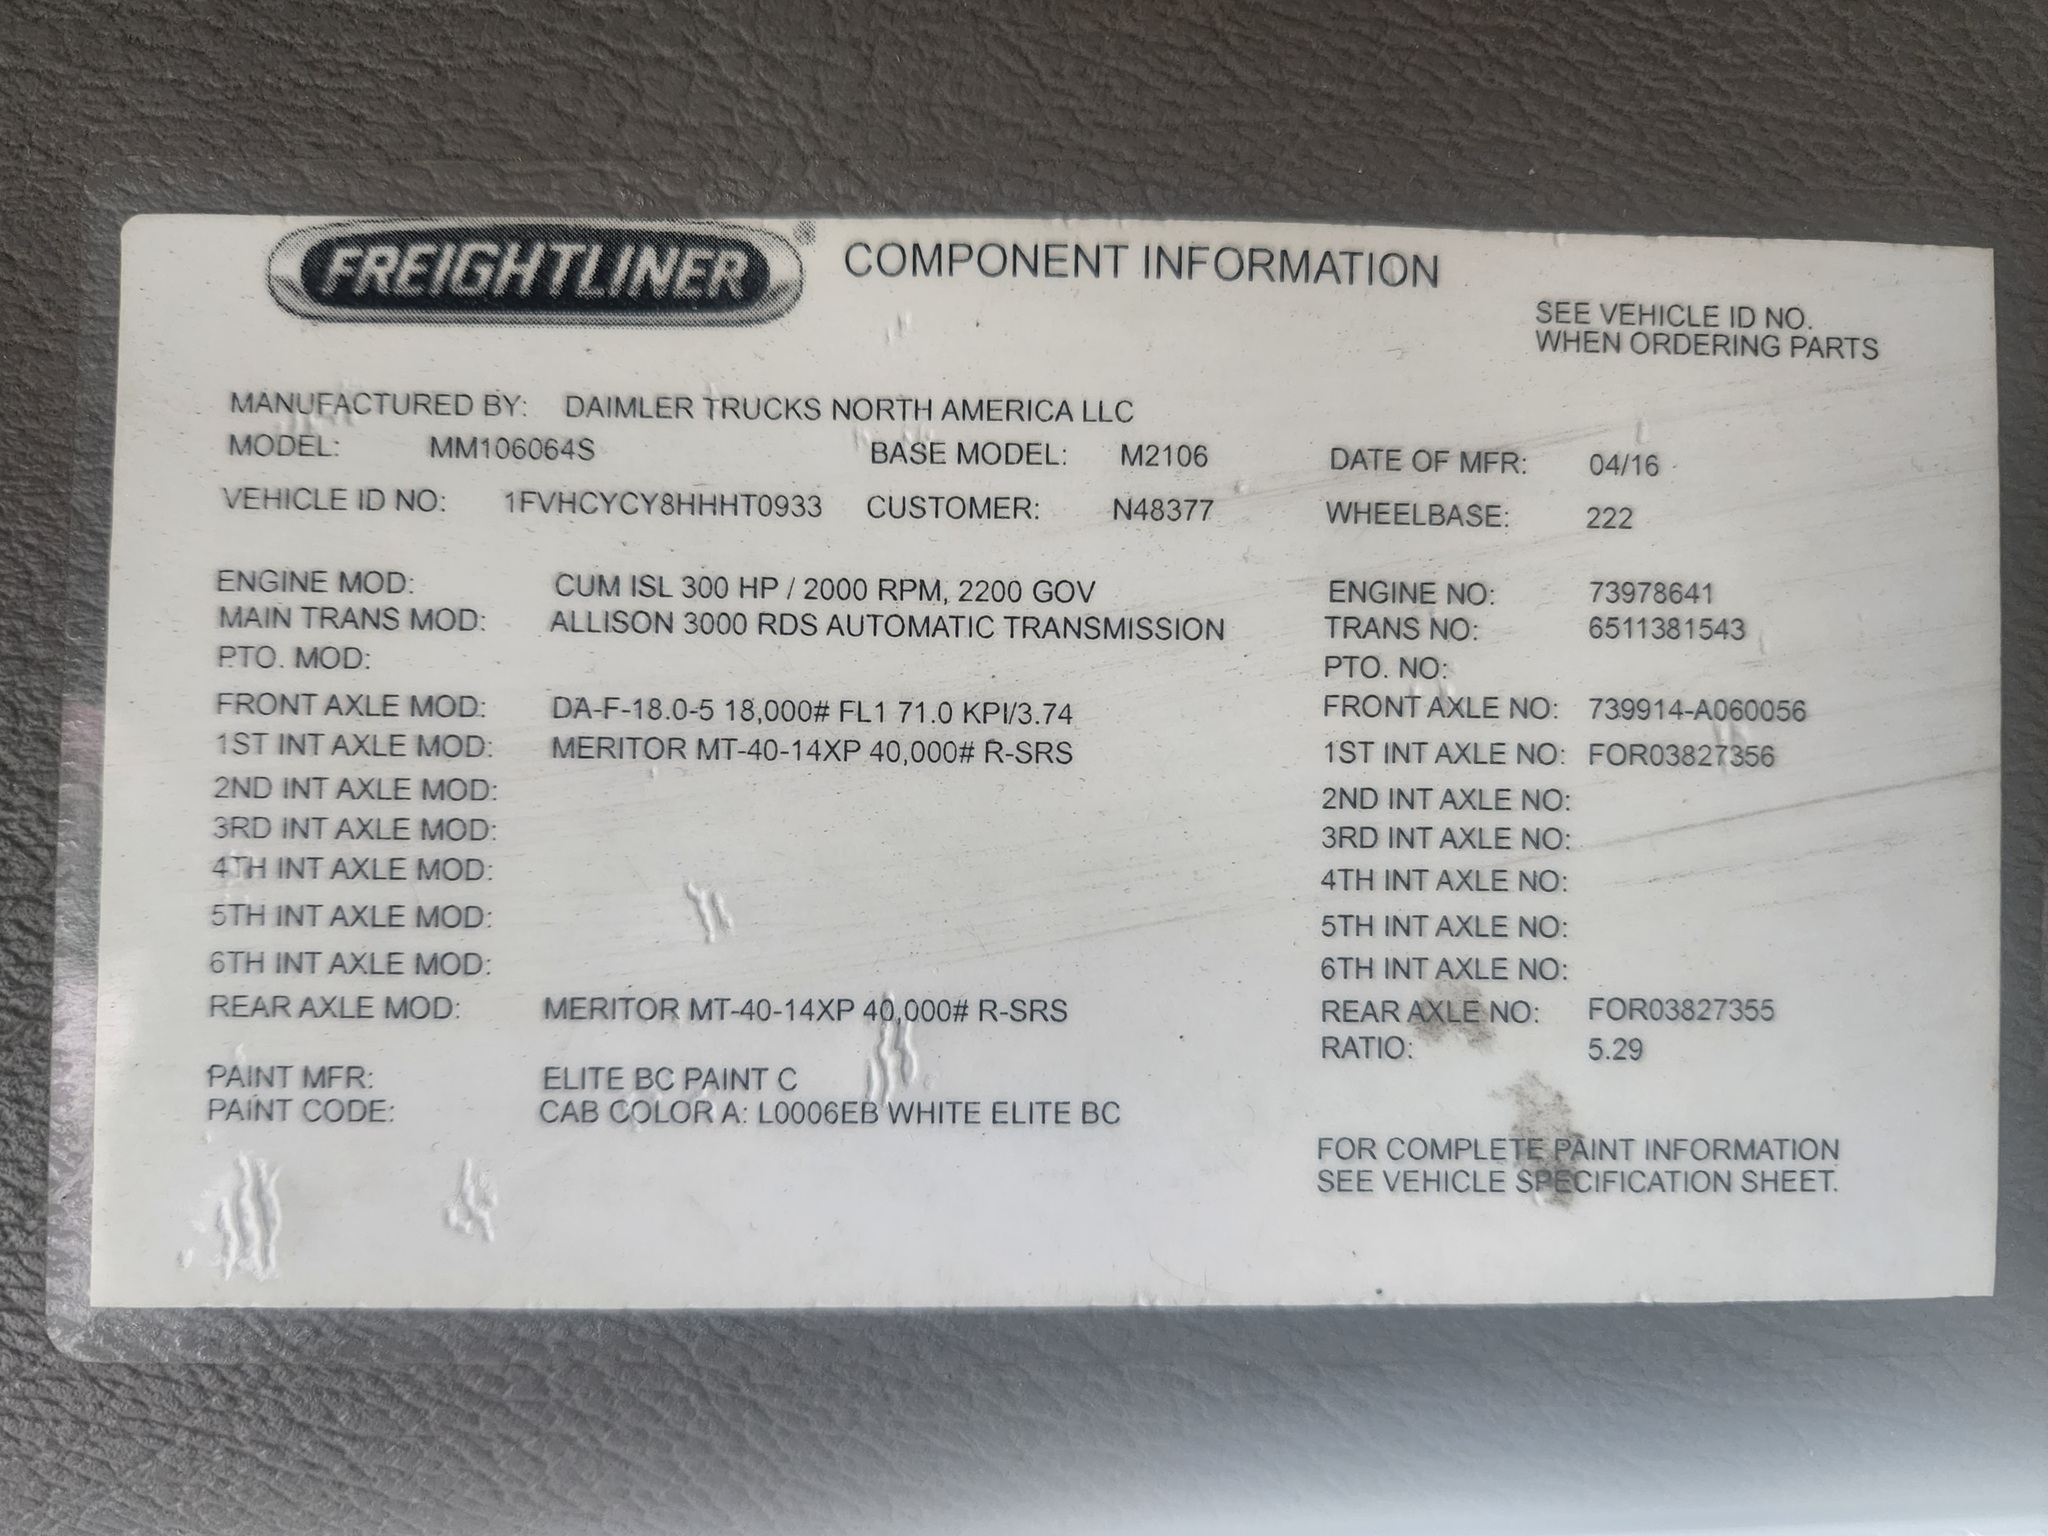 FREIGHTLINER® COMPONENT INFORMATION
SEE VEHICLE ID NO.
WHEN ORDERING PARTS
MANUFACTURED BY: DAIMLER TRUCKS NORTH AMERICA LLC
MODEL: MM106064S BASE MODEL: M2106 DATE OF MFR: 04/16
VEHICLE ID NO: 1FVHCYCY8HHHT0933 CUSTOMER: N48377 WHEELBASE: 222
ENGINE MOD: CUM ISL 300 HP / 2000 RPM, 2200 GOV ENGINE NO: 73978641
MAIN TRANS MOD: ALLISON 3000 RDS AUTOMATIC TRANSMISSION TRANS NO: 6511381543
PTO. MOD: PTO. NO:
FRONT AXLE MOD: DA-F-18.0-5 18,000# FL1 71.0 KPI/3.74 FRONT AXLE NO: 739914-A060056
1ST INT AXLE MOD: MERITOR MT-40-14XP 40,000# R-SRS 1ST INT AXLE NO: FOR03827356
2ND INT AXLE MOD: 2ND INT AXLE NO:
3RD INT AXLE MOD: 3RD INT AXLE NO:
4TH INT AXLE MOD: 4TH INT AXLE NO:
5TH INT AXLE MOD: 5TH INT AXLE NO:
6TH INT AXLE MOD: 6TH INT AXLE NO:
REAR AXLE MOD: MERITOR MT-40-14XP 40,000# R-SRS REAR AXLE NO: FOR03827355
RATIO: 5.29
PAINT MFR: ELITE BC PAINT C
PAINT CODE: CAB COLOR A: L0006EB WHITE ELITE BC
FOR COMPLETE PAINT INFORMATION
SEE VEHICLE SPECIFICATION SHEET.